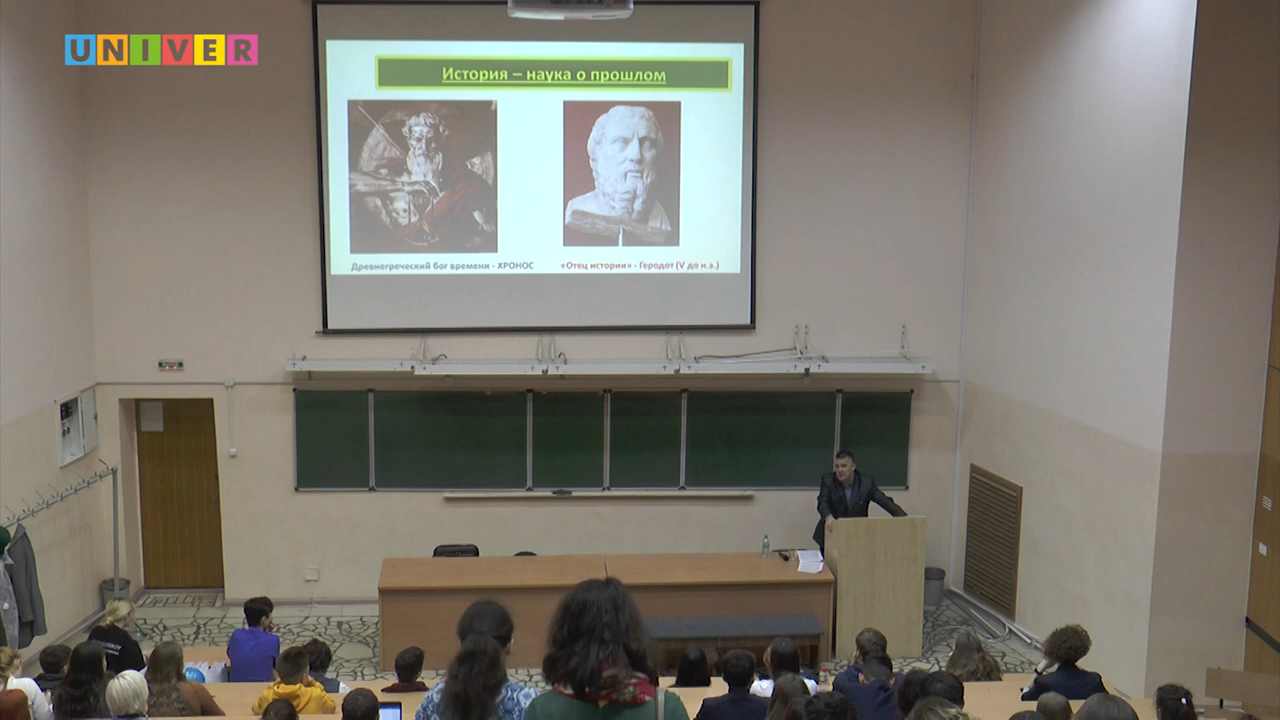 UNIVER
История – наука о прошлом
Древнегреческий бог времени - ХРОНОС
«Отец истории» - Геродот (V до н.э.)